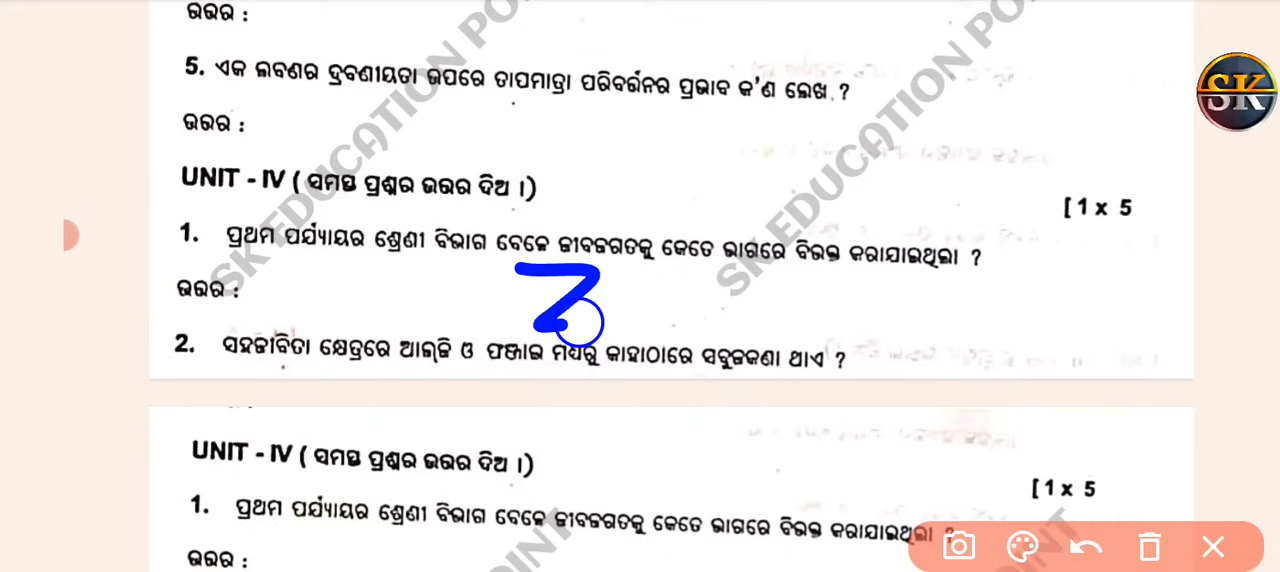 ଉତ୍ତର :
5. ଏକ ଲବଣର ଦ୍ରବଣୀୟତା ଉପରେ ତାପମାତ୍ରା ପରିବର୍ତ୍ତନର ପ୍ରଭାବ କ'ଣ ଲେଖ ?
ଉତ୍ତର :
UNIT - IV ( ସମସ୍ତ ପ୍ରଶ୍ନର ଉତ୍ତର ଦିଅ ।)
[ 1 x 5
1. ପ୍ରଥମ ପର୍ଯ୍ୟାୟର ଶ୍ରେଣୀ ବିଭାଗ ବେଳେ ଜୀବଜଗତକୁ କେତେ ଭାଗରେ ବିଭକ୍ତ କରାଯାଇଥିଲା ?
ଉତ୍ତର :
2. ସହଜୀବିତା କ୍ଷେତ୍ରରେ ଆଲ୍‌ଜି ଓ ଫଞ୍ଜାଇ ମଧ୍ୟରୁ କାହାଠାରେ ସବୁଜକଣା ଥାଏ ?
UNIT - IV ( ସମସ୍ତ ପ୍ରଶ୍ନର ଉତ୍ତର ଦିଅ ।)
[ 1 x 5
1. ପ୍ରଥମ ପର୍ଯ୍ୟାୟର ଶ୍ରେଣୀ ବିଭାଗ ବେଳେ ଜୀବଜଗତକୁ କେତେ ଭାଗରେ ବିଭକ୍ତ କରାଯାଇଥିଲା ?
ଉତ୍ତର :
SK EDUCATION PO
SK EDUCATION PO
POINT
SK